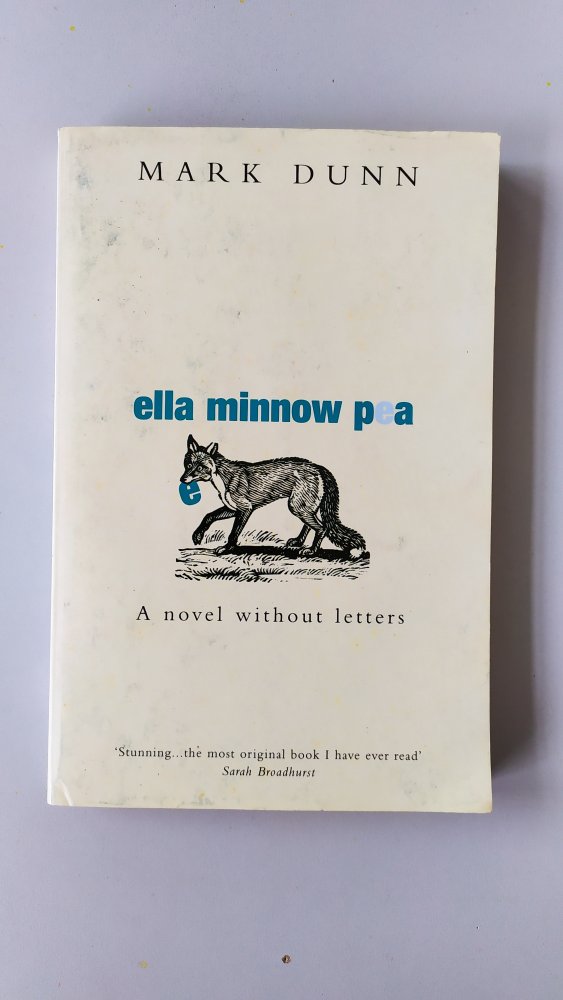 MARK DUNN
ella minnow pea
e
A novel without letters
‘Stunning...the most original book I have ever read’
Sarah Broadhurst